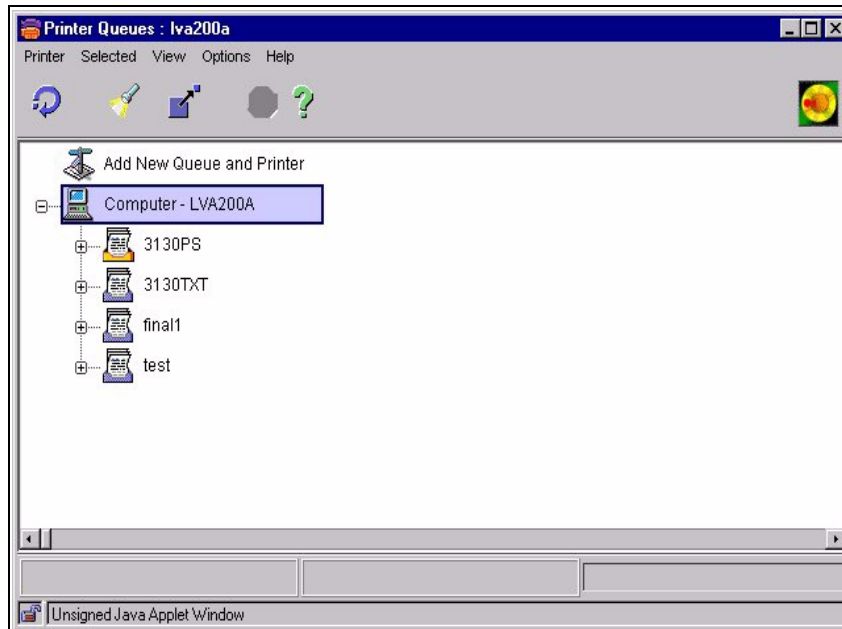 Printer Queues : lva200a
Printer Selected View Options Help
?
Add New Queue and Printer
Computer - LVA200A
3130PS
3130TXT
final1
test
Unsigned Java Applet Window